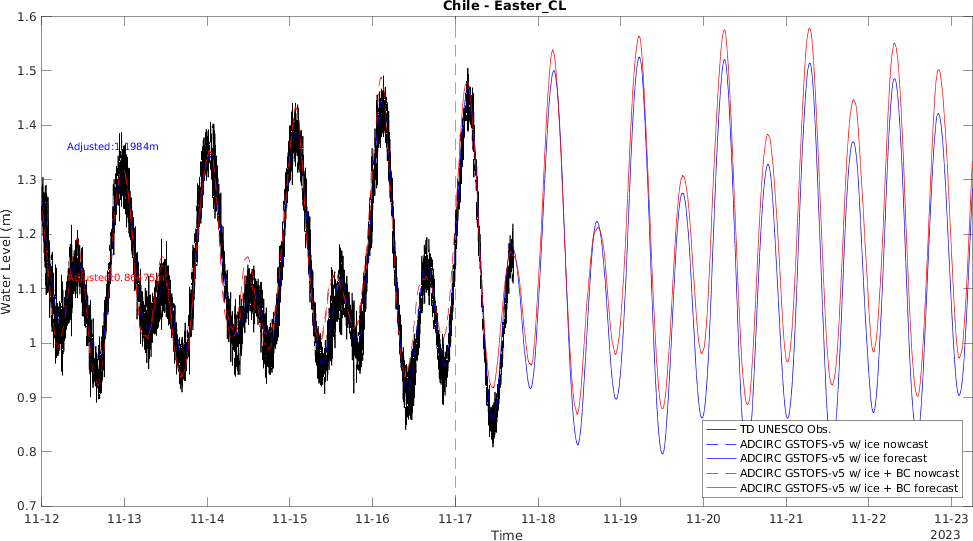 Chile - Easter_CL
1.6
1.5
1.4
1.3
1.2
1.1
1
0.9
0.8
0.7
Water Level (m)
Adjusted:1.1984m
TD UNESCO Obs.
ADCIRC GSTOFS-v5 w/ ice nowcast
ADCIRC GSTOFS-v5 w/ ice forecast
ADCIRC GSTOFS-v5 w/ ice + BC nowcast
ADCIRC GSTOFS-v5 w/ ice + BC forecast
11-12
11-13
11-14
11-15
11-16
11-17
11-18
11-19
11-20
11-21
11-22
11-23
Time
2023